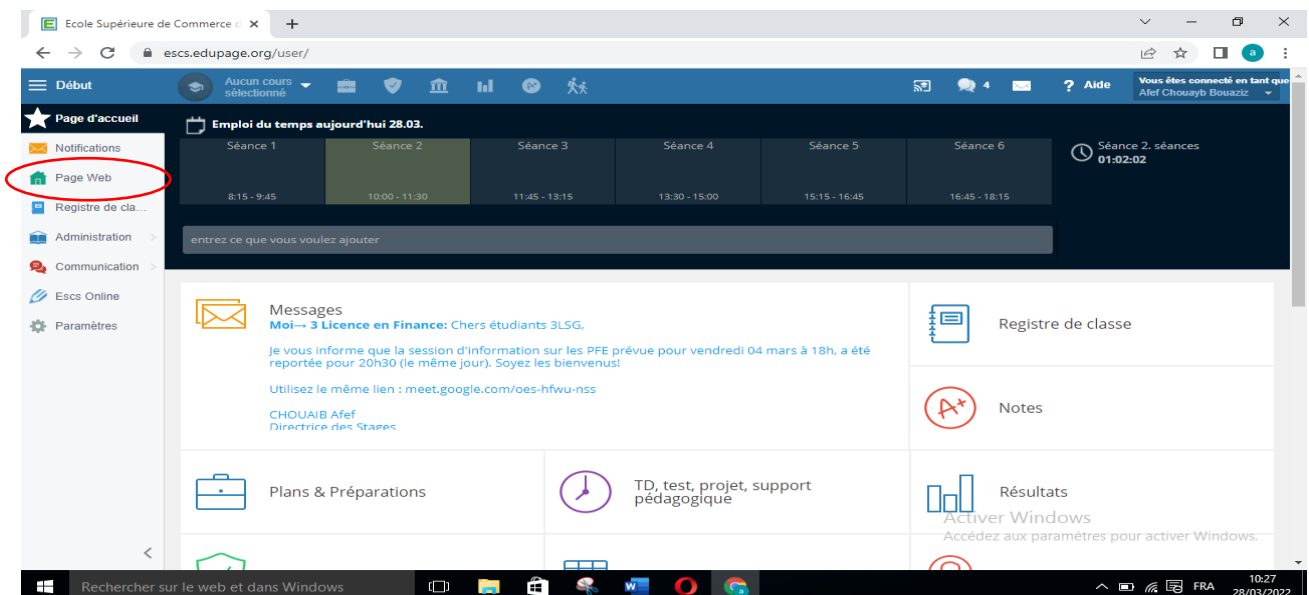 Ecole Supérieure de Commerce d
escs.edupage.org/user/
a
Début
Aucun cours
sélectionné
4
? Aide
Vous êtes connecté en tant que
Afef Chouayb Bouaziz
Page d'accueil
Notifications
Page Web
Registre de cla...
Administration
Communication
Escs Online
Paramètres
Emploi du temps aujourd'hui 28.03.
Séance 1
Séance 2
Séance 3
Séance 4
Séance 5
Séance 6
8:15 - 9:45
10:00 - 11:30
11:45 - 13:15
13:30 - 15:00
15:15 - 16:45
16:45 - 18:15
Séance 2. séances
01:02:02
entrez ce que vous voulez ajouter
Messages
Moi→ 3 Licence en Finance: Chers étudiants 3LSG,
Je vous informe que la session d'information sur les PFE prévue pour vendredi 04 mars à 18h, a été
reportée pour 20h30 (le même jour). Soyez les bienvenus!
Utilisez le même lien : meet.google.com/oes-hfwu-nss
CHOUAIB Afef
Directrice des Stages
Registre de classe
A+
Notes
Plans & Préparations
TD, test, projet, support
pédagogique
Résultats
Activer Windows
Accédez aux paramètres pour activer Windows.
Rechercher sur le web et dans Windows
FRA
10:27
28/03/2022